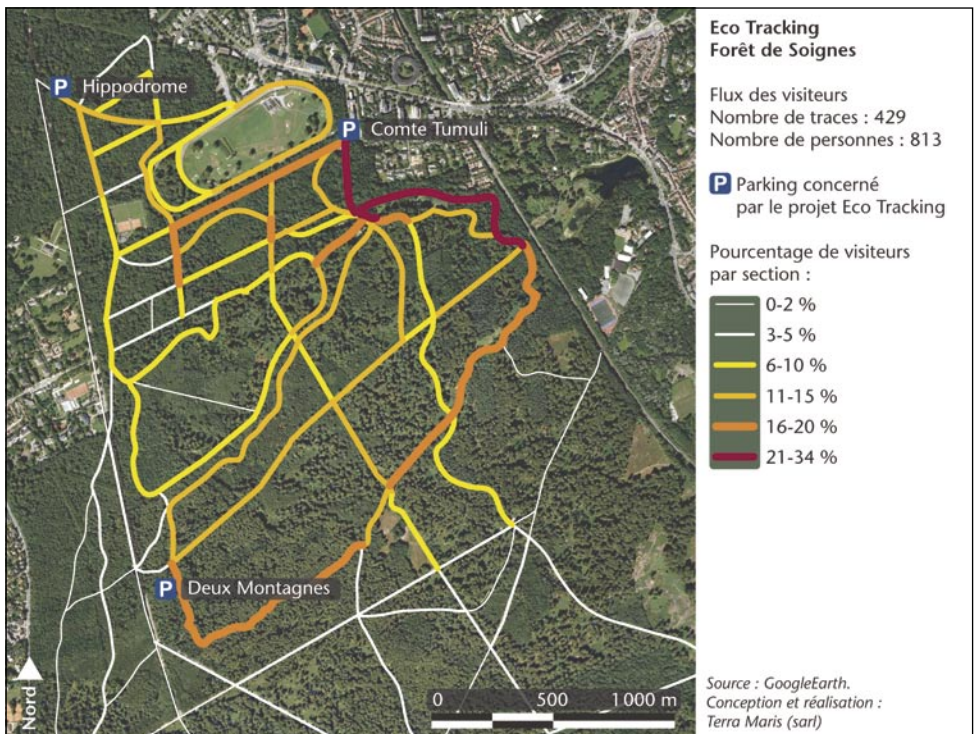 P Hippodrome
P Comte Tumuli
P Deux Montagnes
Nord
0 500 1 000 m
Eco Tracking
Forêt de Soignes
Flux des visiteurs
Nombre de traces : 429
Nombre de personnes : 813
P Parking concerné
par le projet Eco Tracking
Pourcentage de visiteurs
par section :
0-2 %
3-5 %
6-10 %
11-15 %
16-20 %
21-34 %
Source : GoogleEarth.
Conception et réalisation :
Terra Maris (sarl)